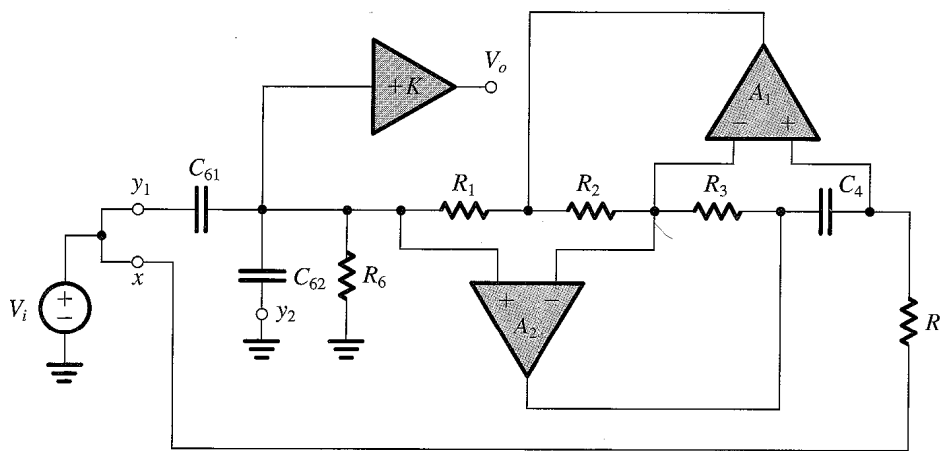 +K
V_o
A_1
− +
C_61
y_1
R_1
R_2
R_3
C_4
x
C_62
R_6
+ −
A_2
V_i
+
−
y_2
R